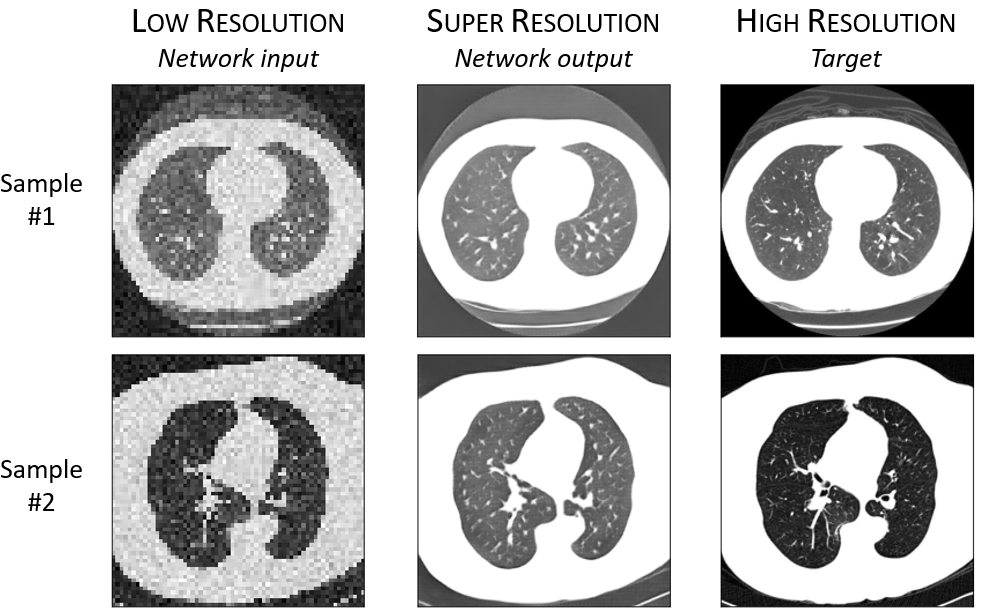 LOW RESOLUTION SUPER RESOLUTION HIGH RESOLUTION
Network input Network output Target
Sample
#1
Sample
#2